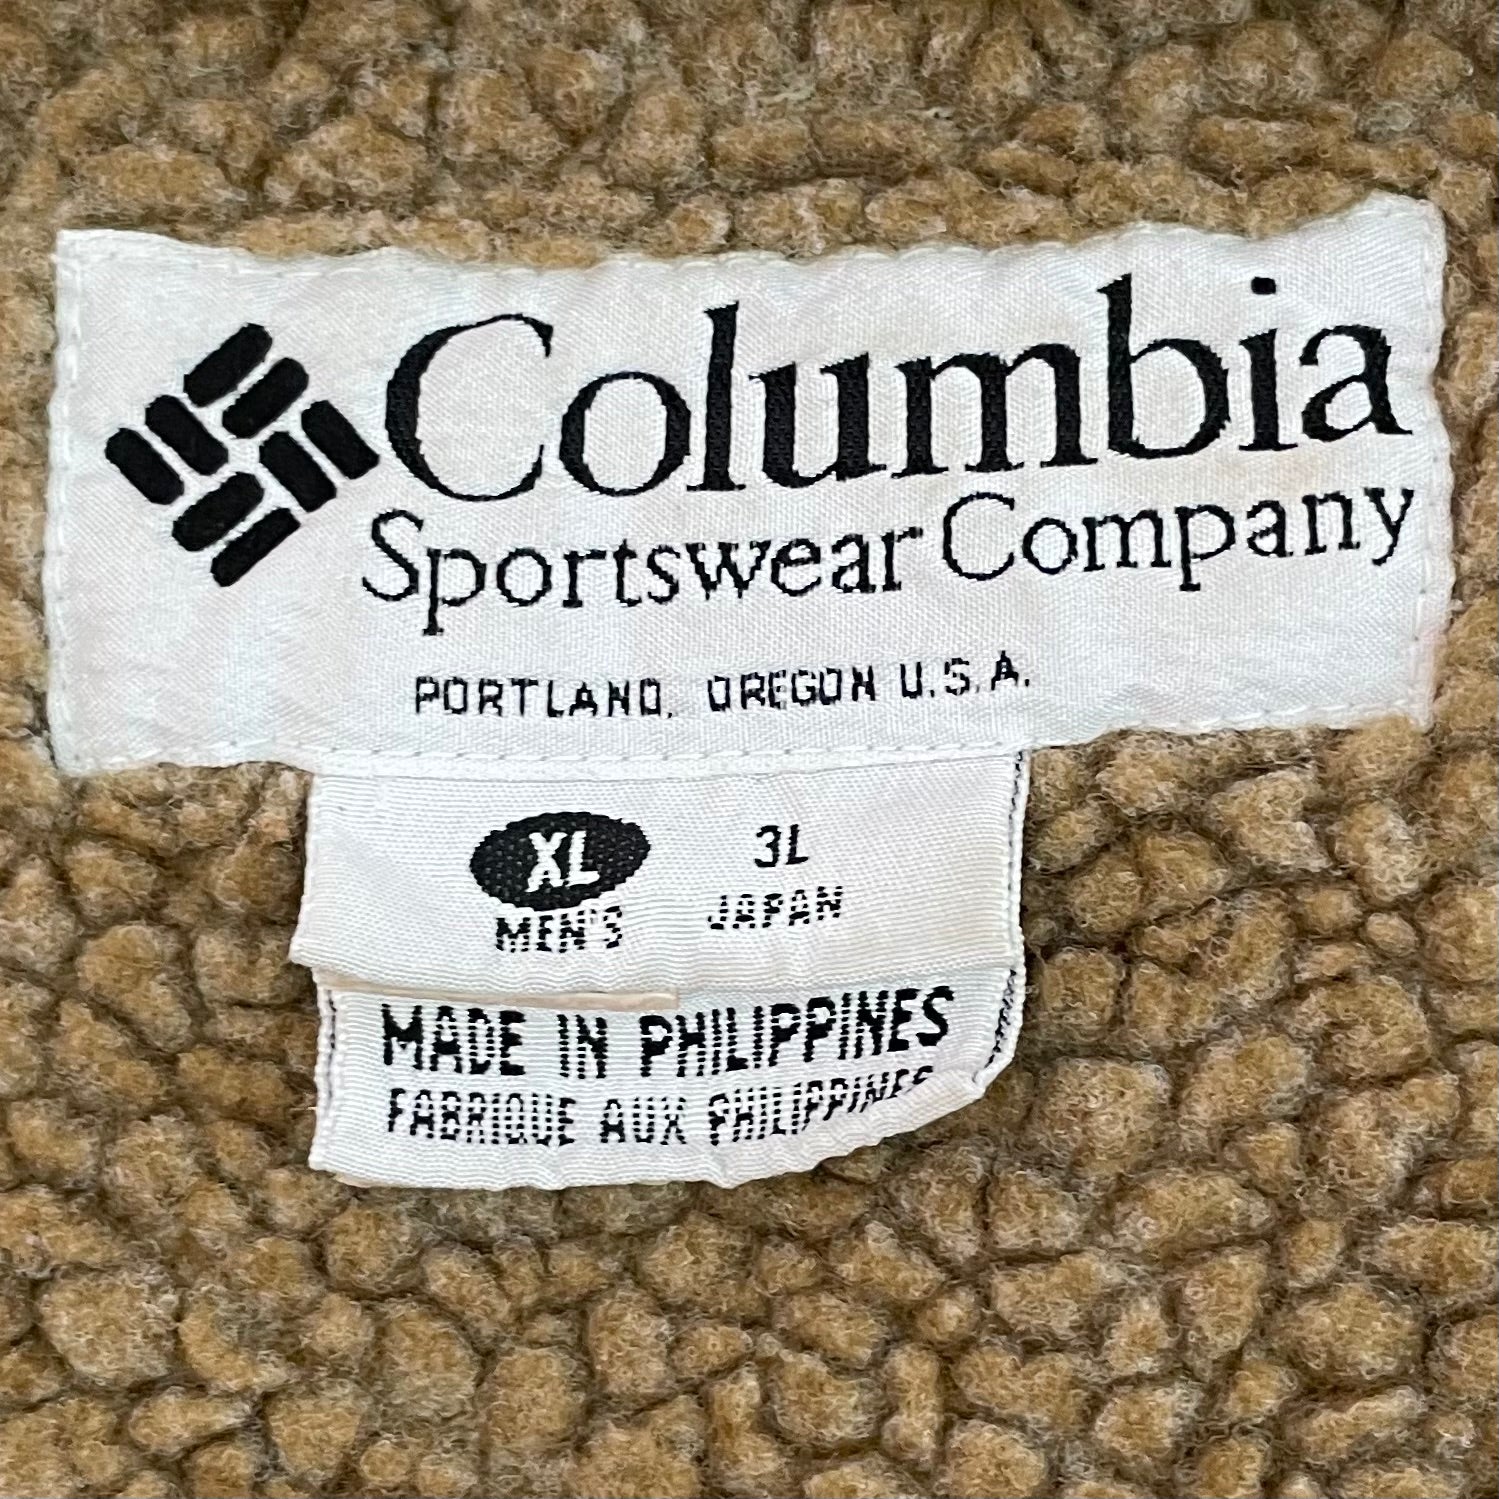 Columbia
Sportswear Company
PORTLAND, OREGON U.S.A.
XL 3L
MEN'S JAPAN
MADE IN PHILIPPINES
FABRIQUE AUX PHILIPPINES